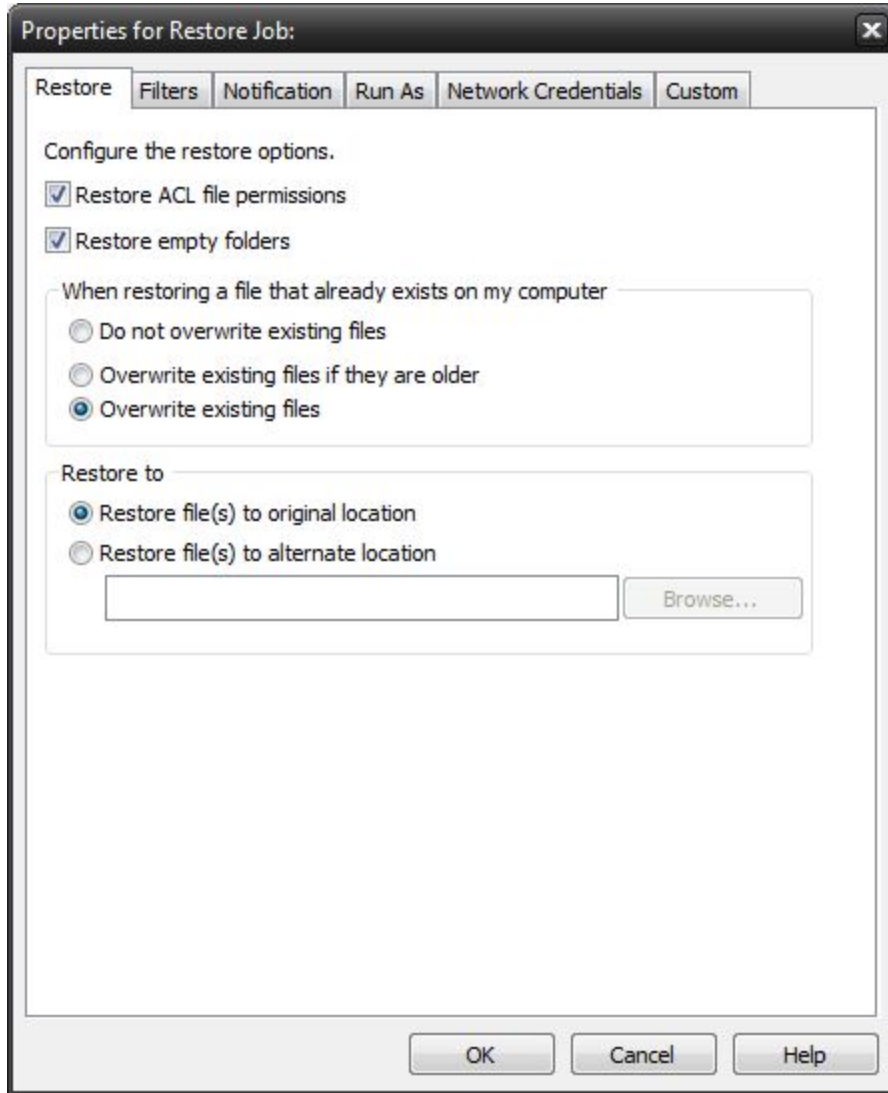 Properties for Restore Job:
Restore Filters Notification Run As Network Credentials Custom
Configure the restore options.
Restore ACL file permissions
Restore empty folders
When restoring a file that already exists on my computer
Do not overwrite existing files
Overwrite existing files if they are older
Overwrite existing files
Restore to
Restore file(s) to original location
Restore file(s) to alternate location
Browse...
OK Cancel Help